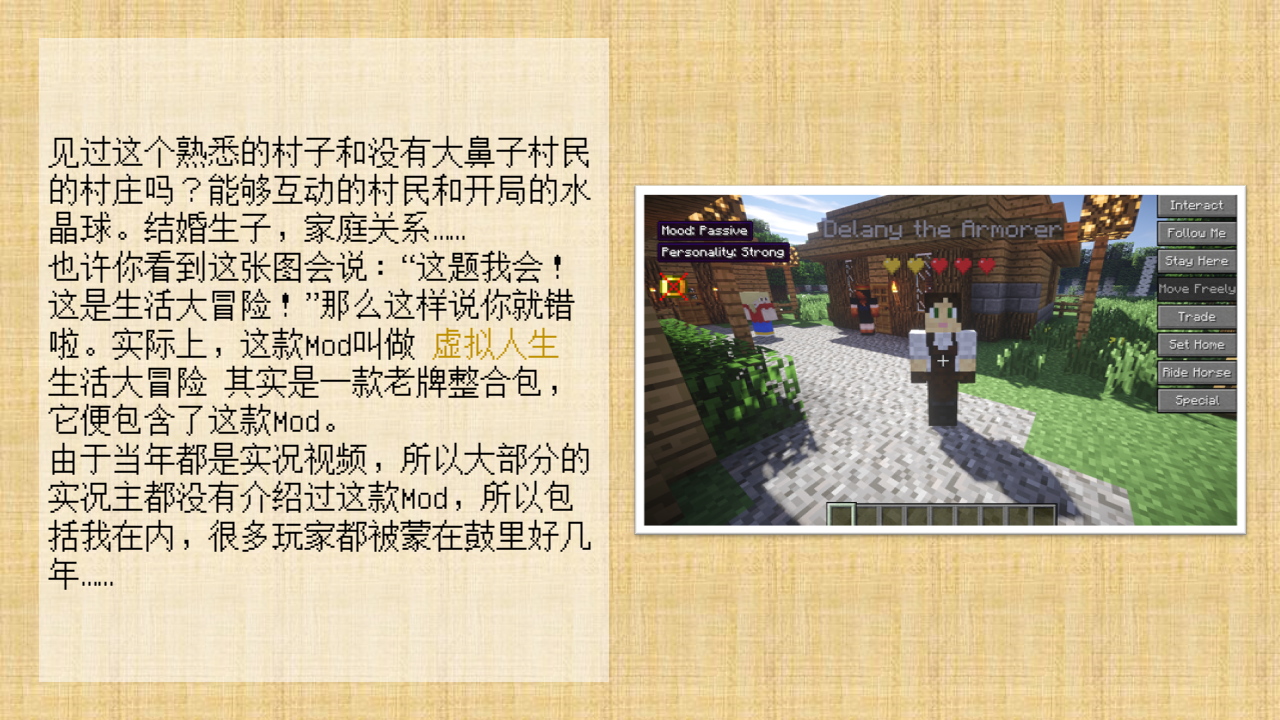 见过这个熟悉的村子和没有大鼻子村民
的村庄吗？能够互动的村民和开局的水
晶球。结婚生子，家庭关系……
也许你看到这张图会说：“这题我会！
这是生活大冒险！”那么这样说你就错
啦。实际上，这款Mod叫做 虚拟人生
生活大冒险 其实是一款老牌整合包，
它便包含了这款Mod。
由于当年都是实况视频，所以大部分的
实况主都没有介绍过这款Mod，所以包
括我在内，很多玩家都被蒙在鼓里好几
年……
Mood: Passive
Personality: Strong
Delany the Armorer
Interact
Follow Me
Stay Here
Move Freely
Trade
Set Home
Ride Horse
Special